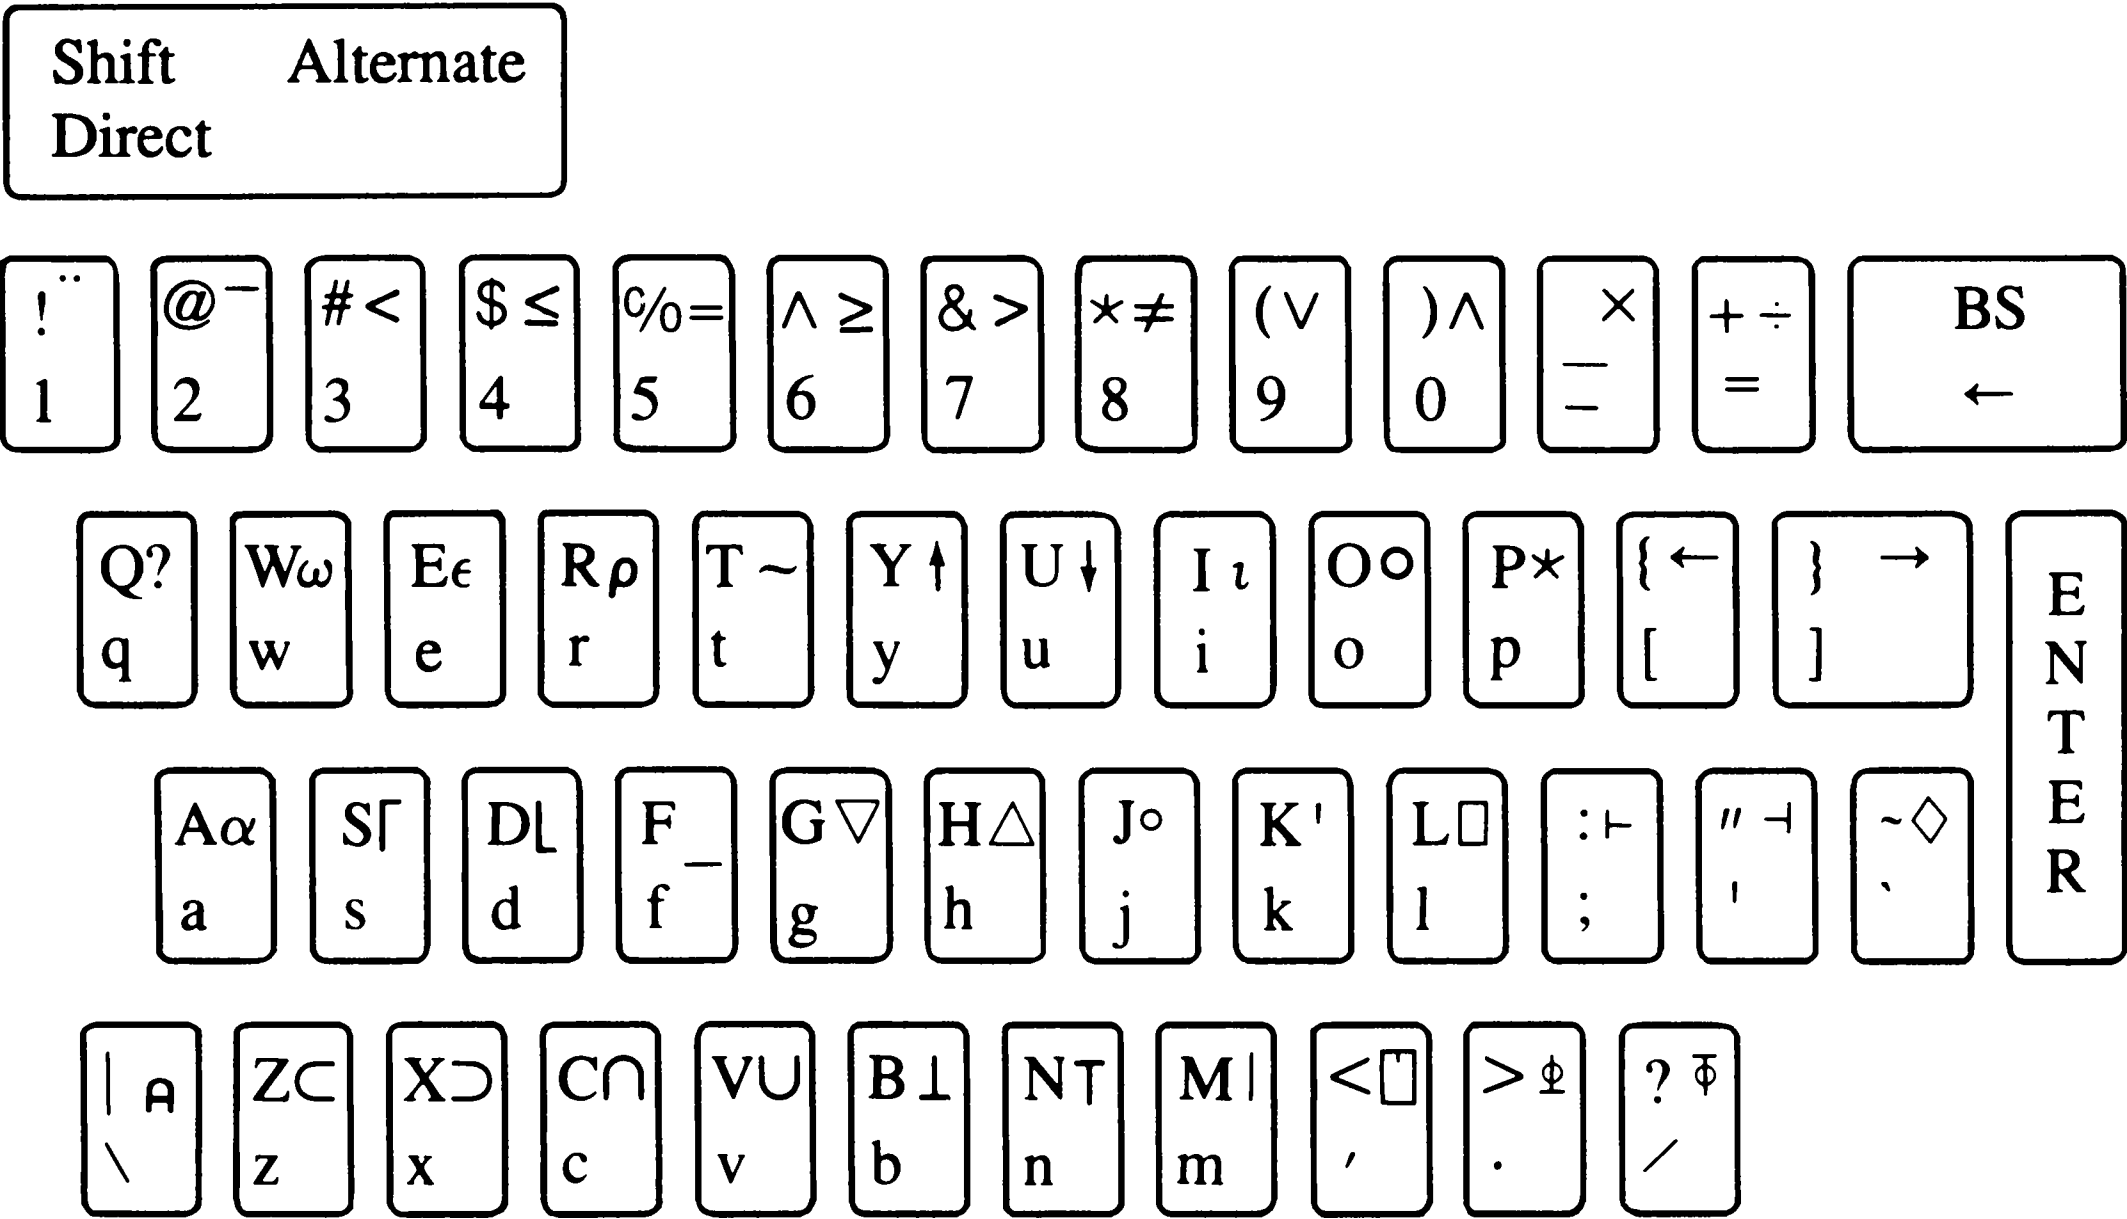 Shift Alternate
Direct
! ¨ @ ¯ # < $ ≤ % = ∧ ≥ & > * ≠ ( ∨ ) ∧ _ × + ÷ BS
1 2 3 4 5 6 7 8 9 0 - = ←
Q ? W ω E ϵ R ρ T ∼ Y ↑ U ↓ I ι O ○ P ⋆ { ← } →
q w e r t y u i o p [ ]
ENTER
A α S ⌈ D ⌊ F _ G ▽ H △ J ∘ K ' L ⎕ : ⊢ " ⊣ ~ ◇
a s d f g h j k l ; ' `
| ⍝ Z ⊂ X ⊃ C ∩ V ∪ B ⊥ N ⊤ M | < ⍞ > ⍎ ? ⍕
\ z x c v b n m , . /